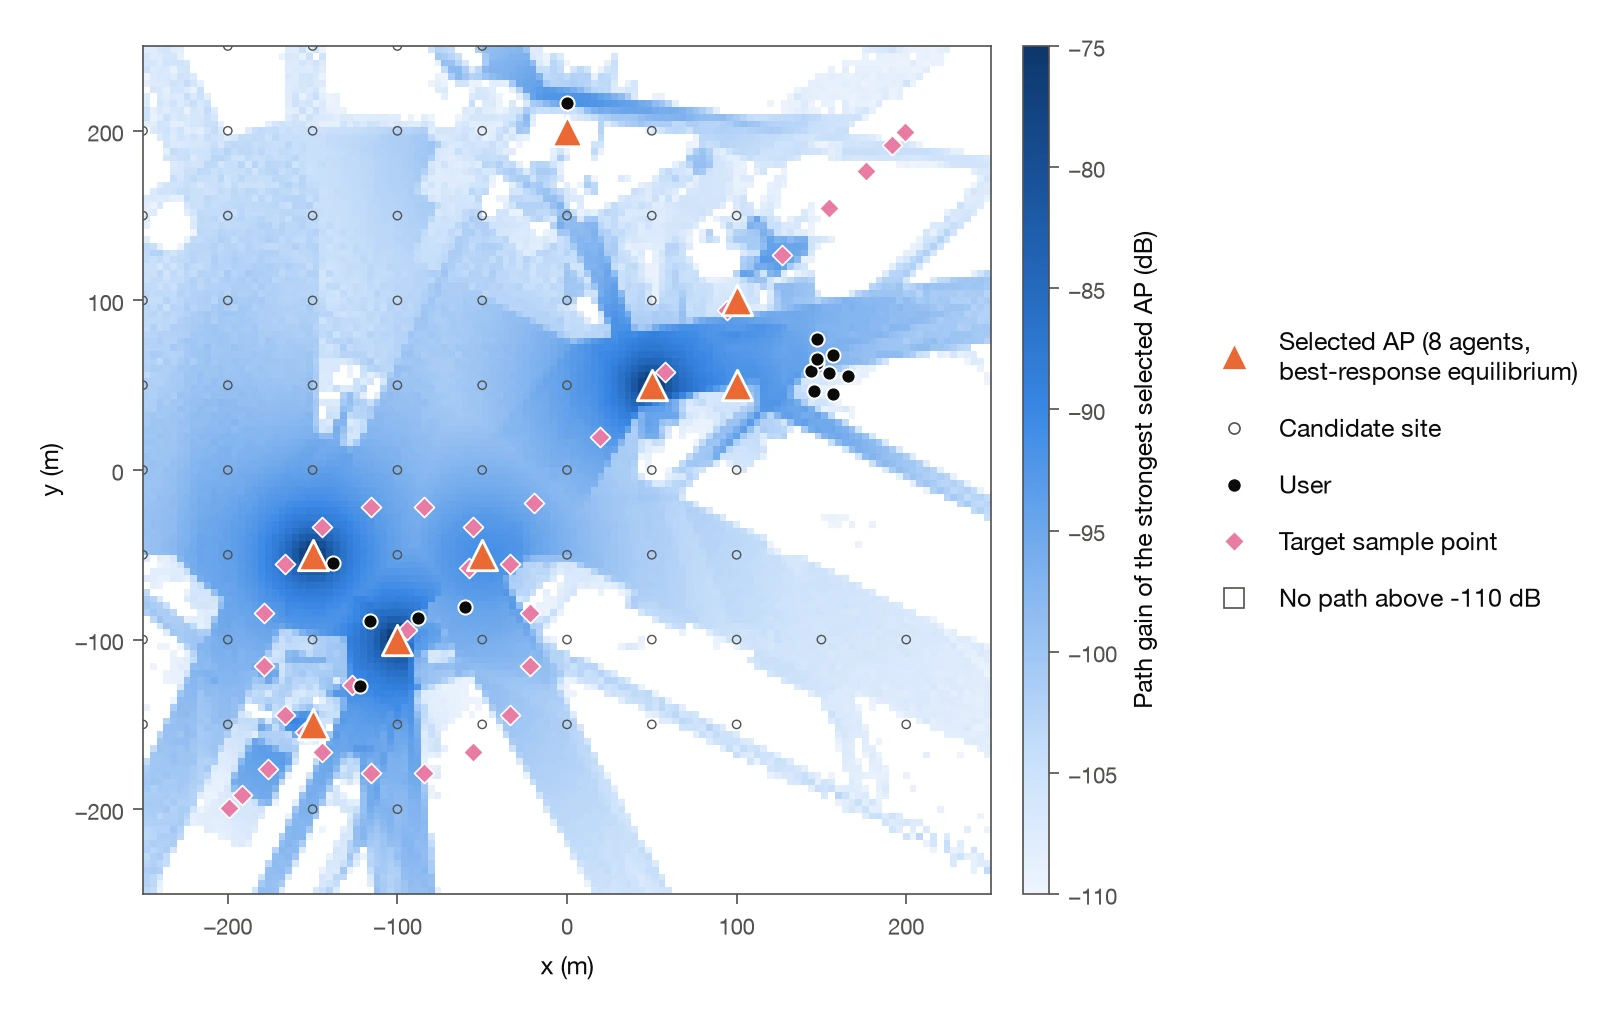 200
100
0
−100
−200
y (m)
−200
−100
0
100
200
x (m)
−75
−80
−85
−90
−95
−100
−105
−110
Path gain of the strongest selected AP (dB)
Selected AP (8 agents,
best-response equilibrium)
Candidate site
User
Target sample point
No path above -110 dB